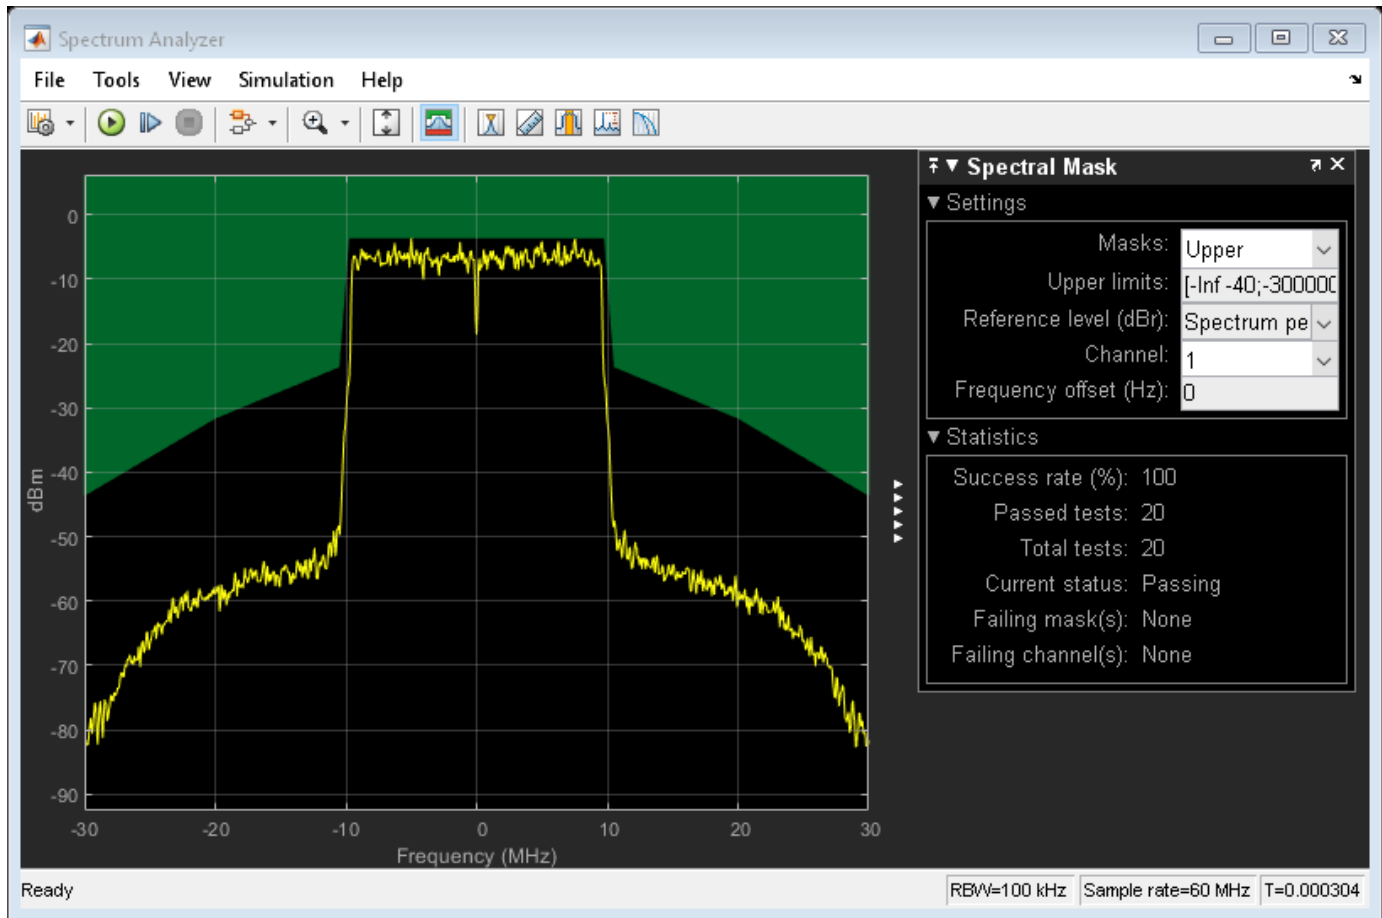 Spectrum Analyzer
File Tools View Simulation Help
Spectral Mask
Settings
Masks: Upper
Upper limits: [-Inf -40;-300000
Reference level (dBr): Spectrum pe
Channel: 1
Frequency offset (Hz): 0
Statistics
Success rate (%): 100
Passed tests: 20
Total tests: 20
Current status: Passing
Failing mask(s): None
Failing channel(s): None
0
-10
-20
-30
-40
-50
-60
-70
-80
-90
dBm
-30 -20 -10 0 10 20 30
Frequency (MHz)
Ready RBW=100 kHz Sample rate=60 MHz T=0.000304